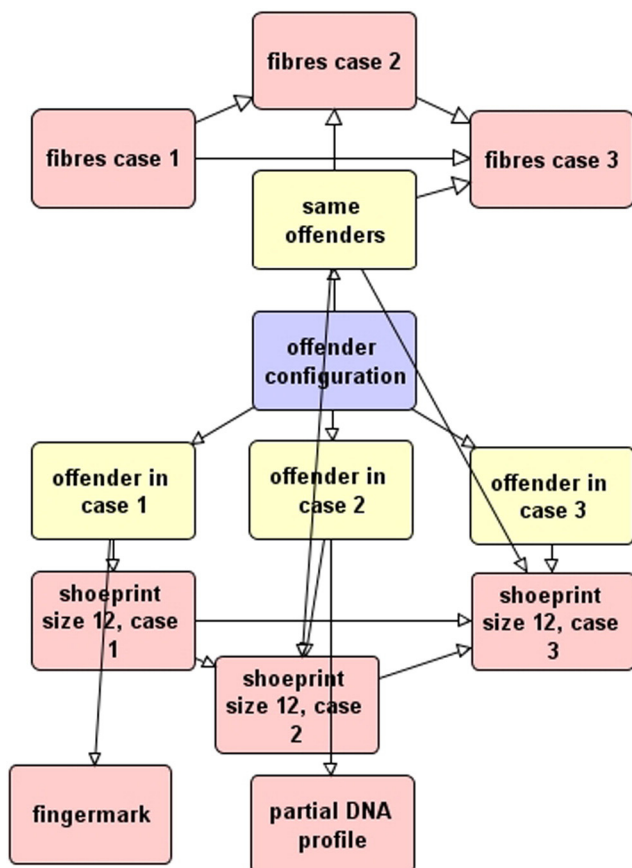 fibres case 2
fibres case 1
fibres case 3
same
offenders
offender
configuration
offender in
case 1
offender in
case 2
offender in
case 3
shoeprint
size 12, case
1
shoeprint
size 12, case
2
shoeprint
size 12, case
3
fingermark
partial DNA
profile